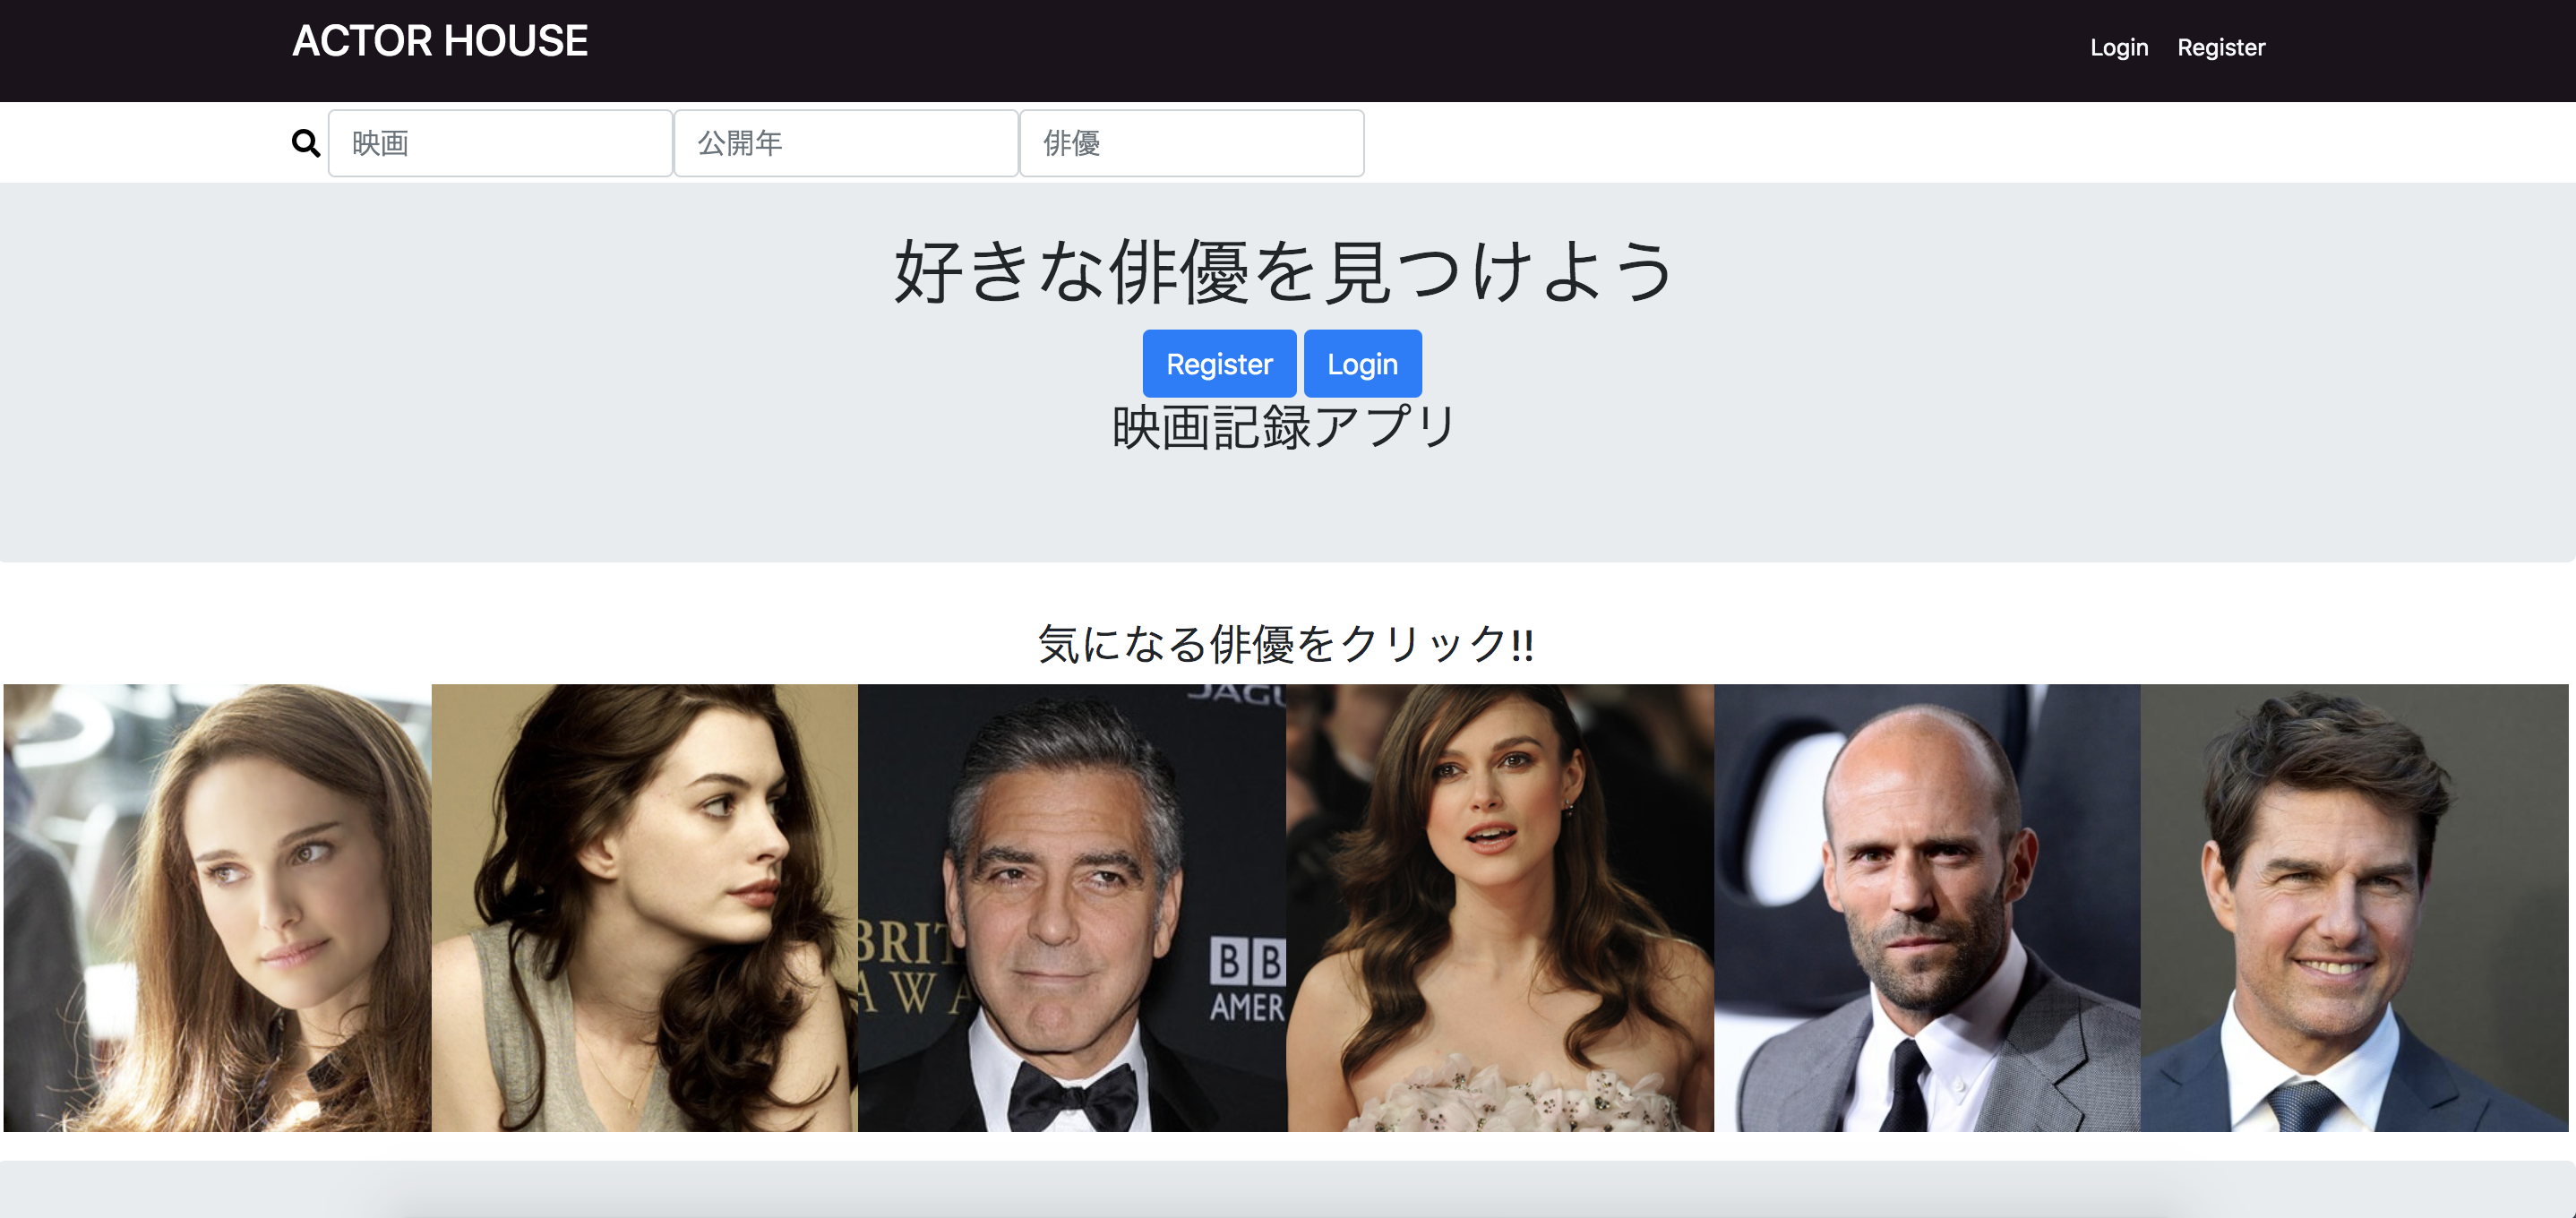 ACTOR HOUSE
Login Register
映画 公開年 俳優
好きな俳優を見つけよう
Register Login
映画記録アプリ
気になる俳優をクリック!!
JAGU
BRIT
AWA
BB
AMER